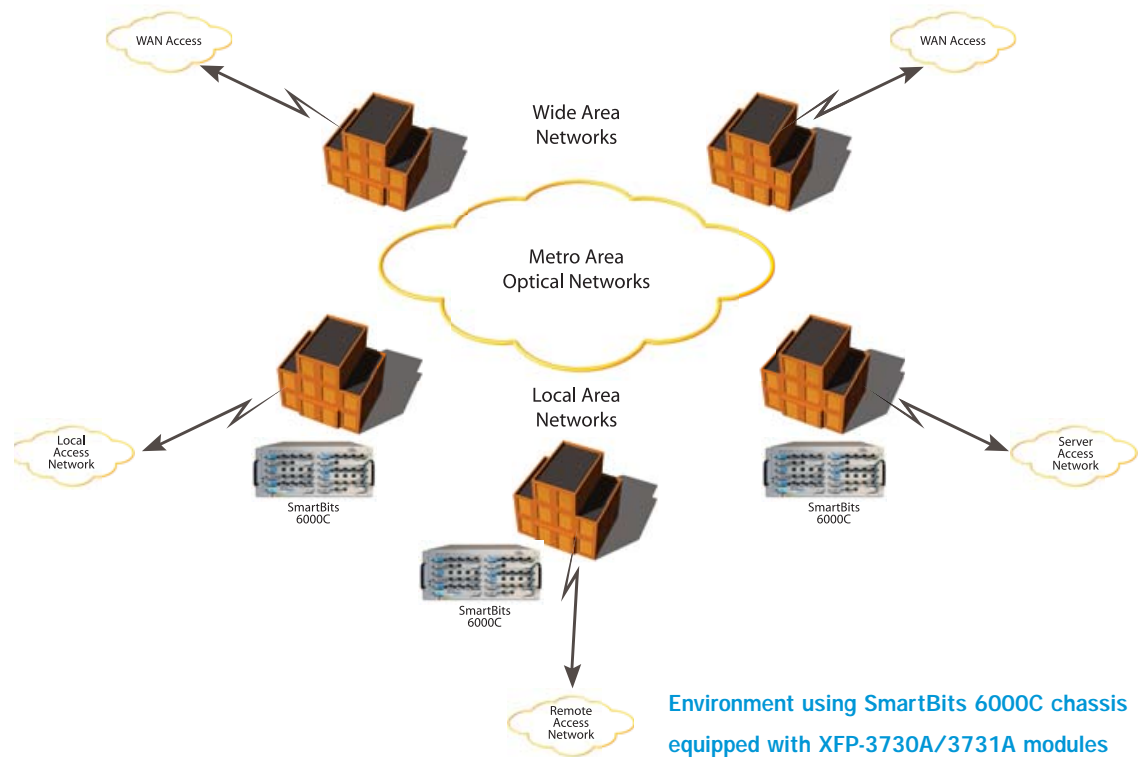 WAN Access
WAN Access
Wide Area
Networks
Metro Area
Optical Networks
Local Area
Networks
Local
Access
Network
Server
Access
Network
SmartBits
6000C
SmartBits
6000C
SmartBits
6000C
Remote
Access
Network
Environment using SmartBits 6000C chassis
equipped with XFP-3730A/3731A modules